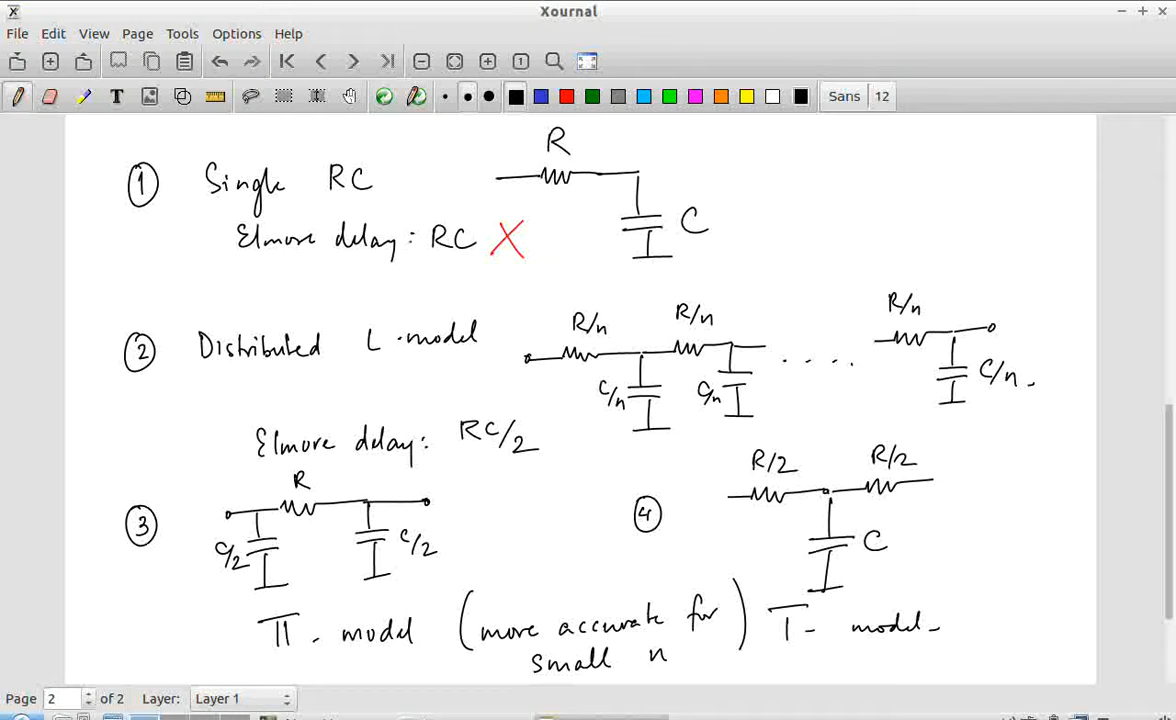 Xournal
File Edit View Page Tools Options Help
Sans 12
① Single RC
R
C
Elmore delay: RC X
② Distributed L-model
R/n R/n R/n
C/n C/n C/n
Elmore delay: RC/2
③
R
C/2 C/2
④
R/2 R/2
C
Π-model (more accurate for small n)
T-model
Page 2 of 2 Layer: Layer 1